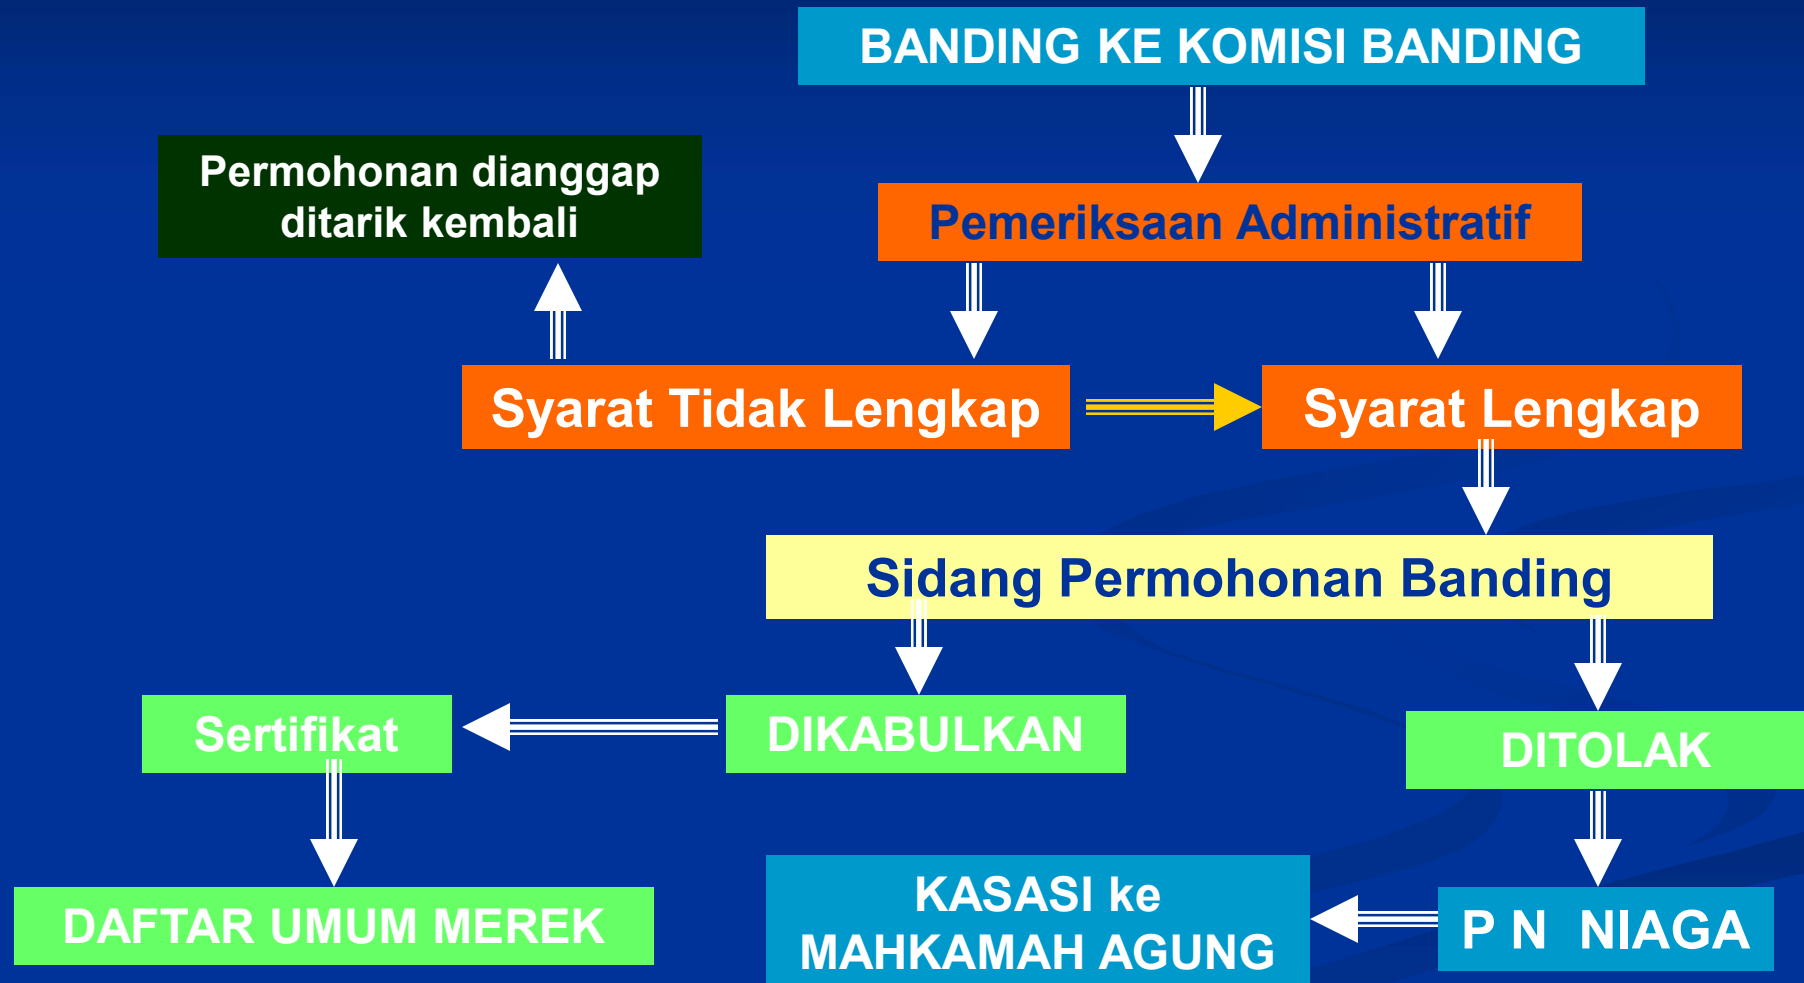 BANDING KE KOMISI BANDING
Permohonan dianggap
ditarik kembali
Pemeriksaan Administratif
Syarat Tidak Lengkap
Syarat Lengkap
Sidang Permohonan Banding
Sertifikat
DIKABULKAN
DITOLAK
DAFTAR UMUM MEREK
KASASI ke
MAHKAMAH AGUNG
P N NIAGA